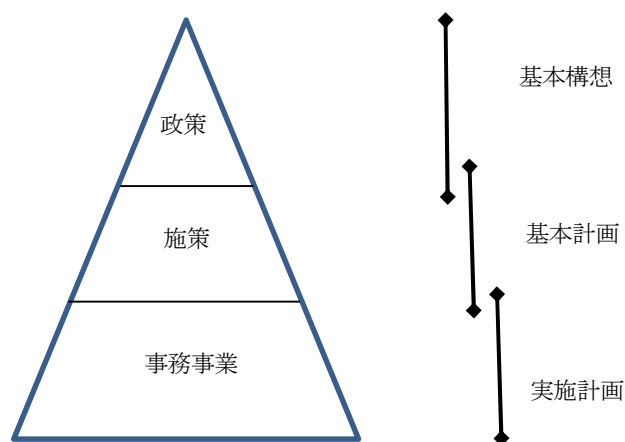 基本構想
政策
基本計画
施策
事務事業
実施計画